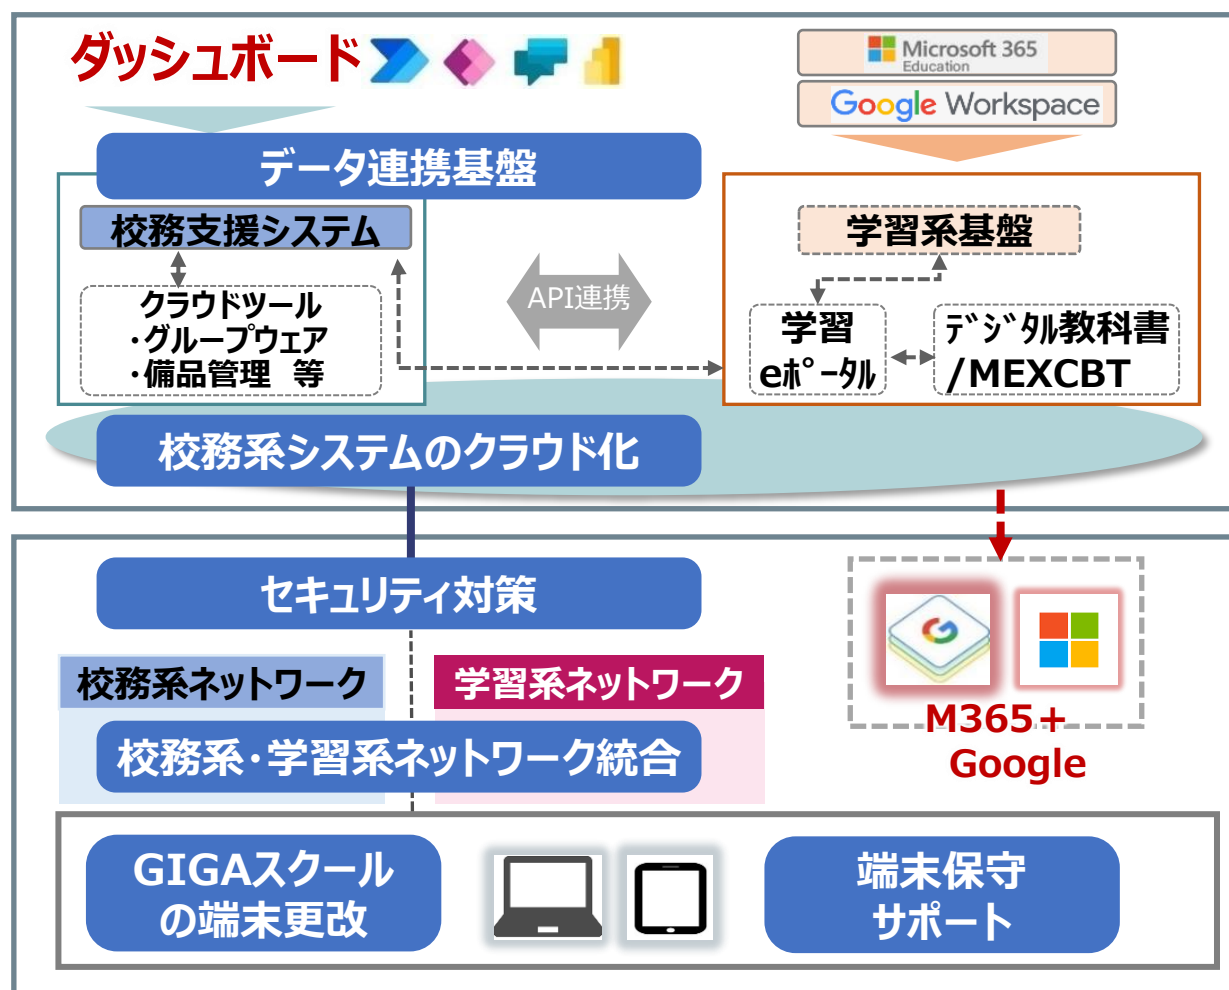 ダッシュボード
Microsoft 365
Education
Google Workspace
データ連携基盤
校務支援システム
クラウドツール
・グループウェア
・備品管理 等
API連携
学習系基盤
学習
eﾎﾟｰﾀﾙ
ﾃﾞｼﾞﾀﾙ教科書
/MEXCBT
校務系システムのクラウド化
セキュリティ対策
校務系ネットワーク
学習系ネットワーク
校務系・学習系ネットワーク統合
M365+
Google
GIGAスクール
の端末更改
端末保守
サポート